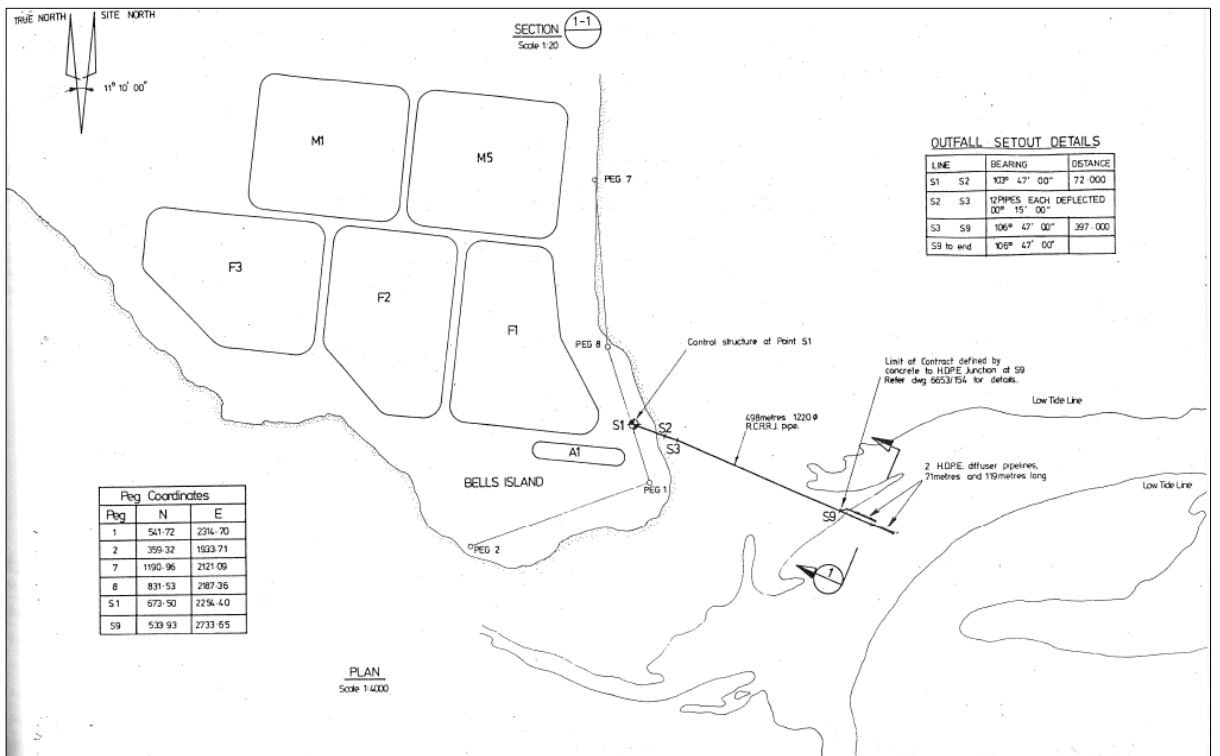 TRUE NORTH
SITE NORTH
11° 10' 00"
SECTION
1-1
Scale 1:20
M1
M5
PEG 7
F3
F2
F1
PEG 8
Control structure at Point S1
OUTFALL SETOUT DETAILS
LINE BEARING DISTANCE
S1 S2 103° 47' 00" 72·000
S2 S3 12PIPES EACH DEFLECTED
00° 15' 00"
S3 S9 106° 47' 00" 397·000
S9 to end 106° 47' 00"
Limit of Contract defined by
concrete to H.D.P.E. Junction at S9
Refer dwg 6653/154 for details.
Low Tide Line
S1
S2
S3
498metres 1220 ϕ
R.C.R.R.J. pipe.
A1
BELLS ISLAND
PEG 1
PEG 2
S9
2 H.D.P.E. diffuser pipelines,
71metres and 119metres long
Low Tide Line
1
Peg Coordinates
Peg N E
1 541·72 2314·70
2 359·32 1933·71
7 1190·96 2121·09
8 831·53 2187·36
S1 673·50 2254·40
S9 533·93 2733·65
PLAN
Scale 1:4000